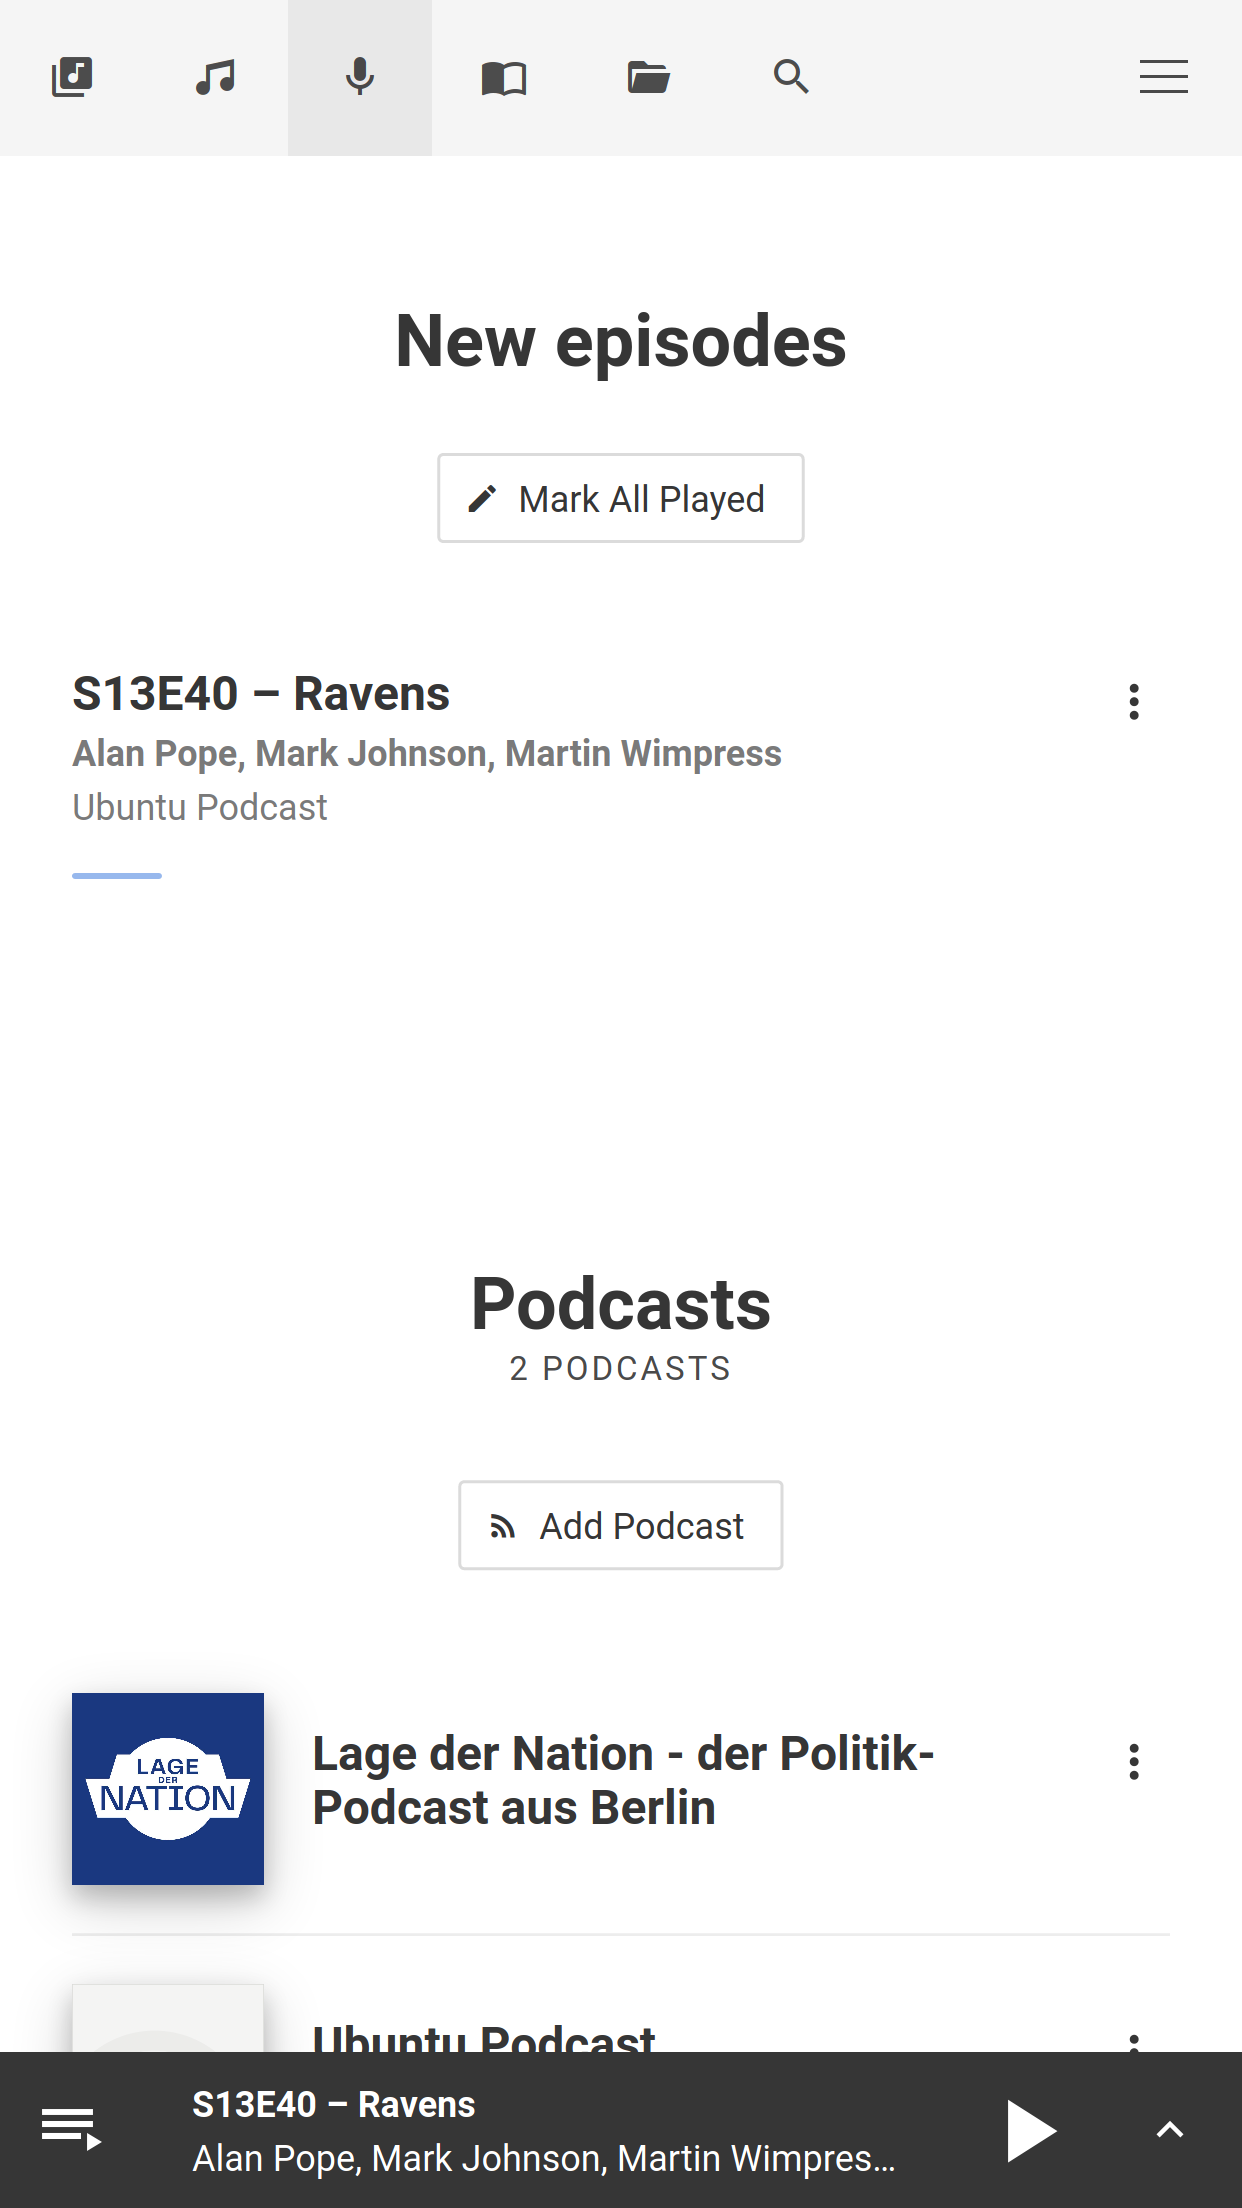 New episodes
Mark All Played
S13E40 – Ravens
Alan Pope, Mark Johnson, Martin Wimpress
Ubuntu Podcast
Podcasts
2 PODCASTS
Add Podcast
LAGE
DER
NATION
Lage der Nation - der Politik-
Podcast aus Berlin
Ubuntu Podcast
S13E40 – Ravens
Alan Pope, Mark Johnson, Martin Wimpres…